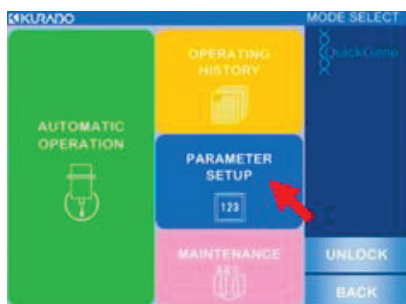 KURABO
MODE SELECT
QuickGene
AUTOMATIC
OPERATION
OPERATING
HISTORY
PARAMETER
SETUP
123
MAINTENANCE
UNLOCK
BACK